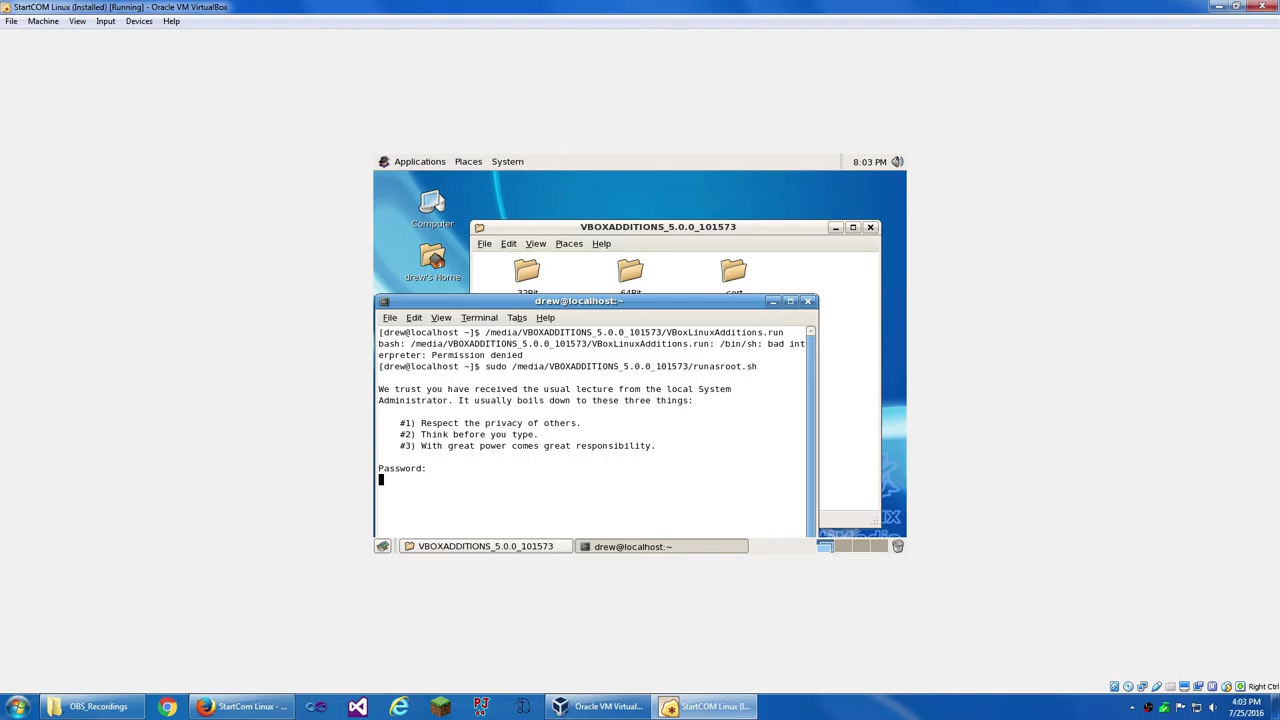 StartCOM Linux (Installed) [Running] - Oracle VM VirtualBox
File Machine View Input Devices Help
Applications Places System 8:03 PM
Computer
drew's Home
VBOXADDITIONS_5.0.0_101573
File Edit View Places Help
32Bit 64Bit cert
drew@localhost:~
File Edit View Terminal Tabs Help
[drew@localhost ~]$ /media/VBOXADDITIONS_5.0.0_101573/VBoxLinuxAdditions.run
bash: /media/VBOXADDITIONS_5.0.0_101573/VBoxLinuxAdditions.run: /bin/sh: bad int
erpreter: Permission denied
[drew@localhost ~]$ sudo /media/VBOXADDITIONS_5.0.0_101573/runasroot.sh
We trust you have received the usual lecture from the local System
Administrator. It usually boils down to these three things:
#1) Respect the privacy of others.
#2) Think before you type.
#3) With great power comes great responsibility.
Password:
VBOXADDITIONS_5.0.0_101573 drew@localhost:~
Right Ctrl
OBS_Recordings StartCom Linux - ... Oracle VM Virtual... StartCOM Linux (I...
4:03 PM
7/25/2016